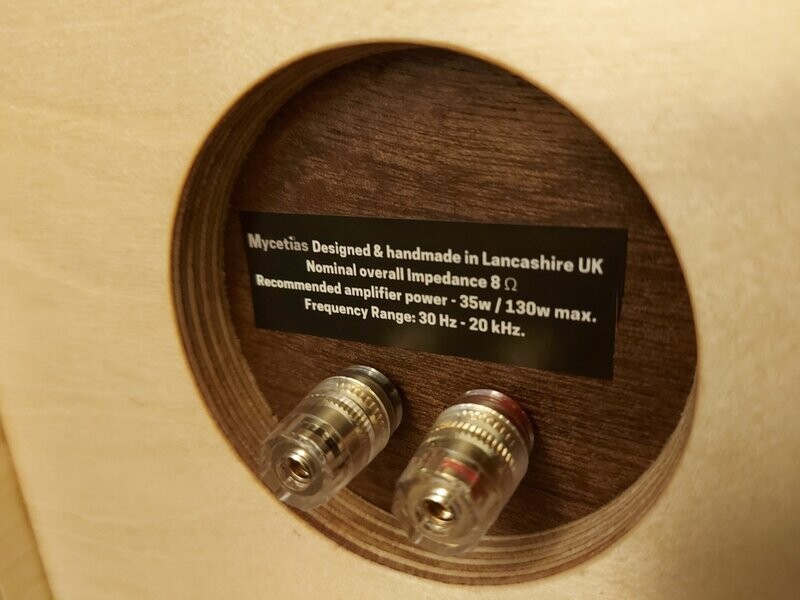 Mycetias Designed & handmade in Lancashire UK
Nominal overall Impedance 8 Ω
Recommended amplifier power - 35w / 130w max.
Frequency Range: 30 Hz - 20 kHz.